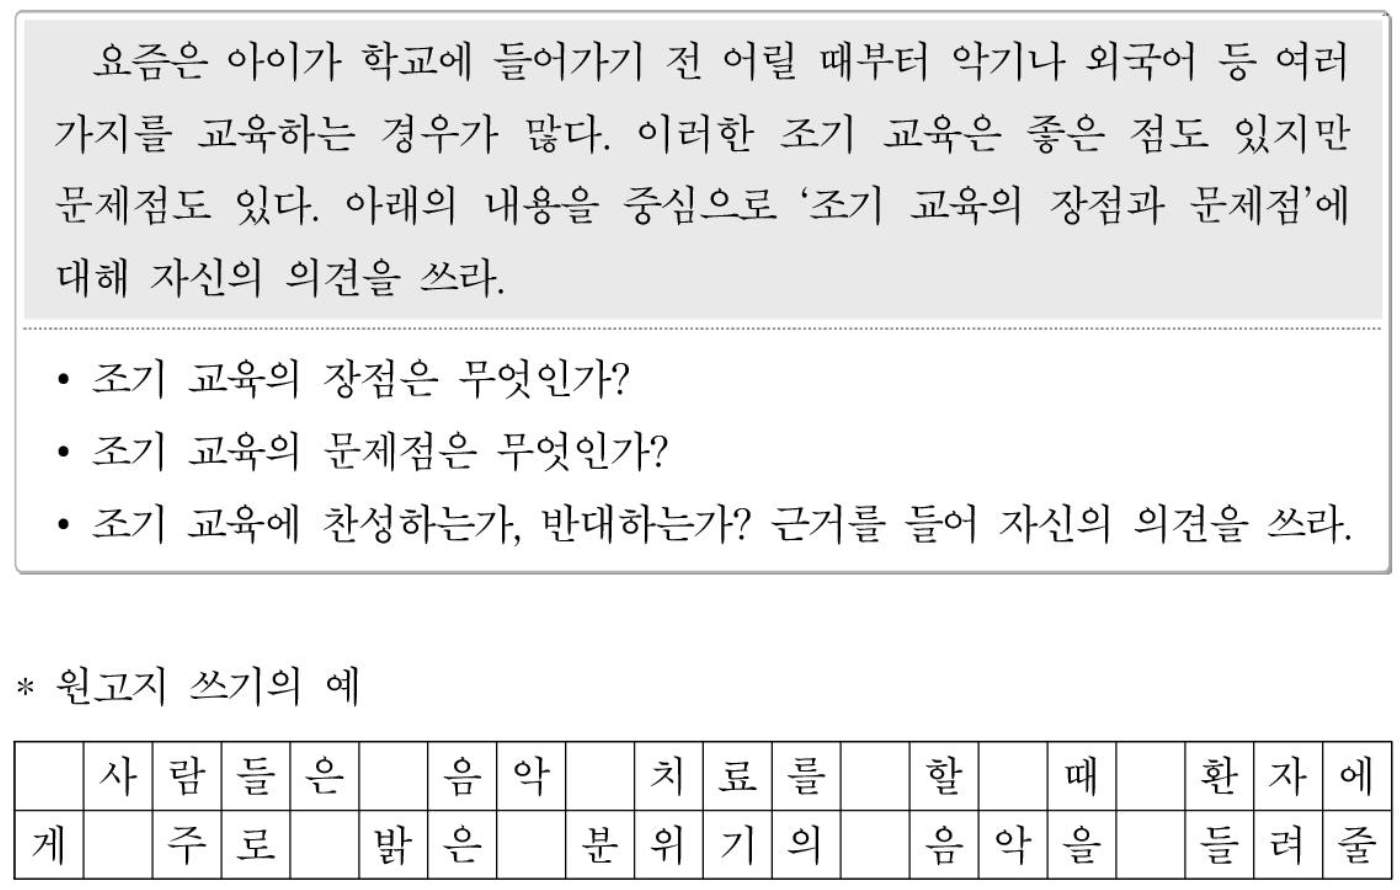 요즘은 아이가 학교에 들어가기 전 어릴 때부터 악기나 외국어 등 여러
가지를 교육하는 경우가 많다. 이러한 조기 교육은 좋은 점도 있지만
문제점도 있다. 아래의 내용을 중심으로 ‘조기 교육의 장점과 문제점’에
대해 자신의 의견을 쓰라.
• 조기 교육의 장점은 무엇인가?
• 조기 교육의 문제점은 무엇인가?
• 조기 교육에 찬성하는가, 반대하는가? 근거를 들어 자신의 의견을 쓰라.
* 원고지 쓰기의 예
사람들은 음악 치료를 할 때 환자에
게 주로 밝은 분위기의 음악을 들려줄